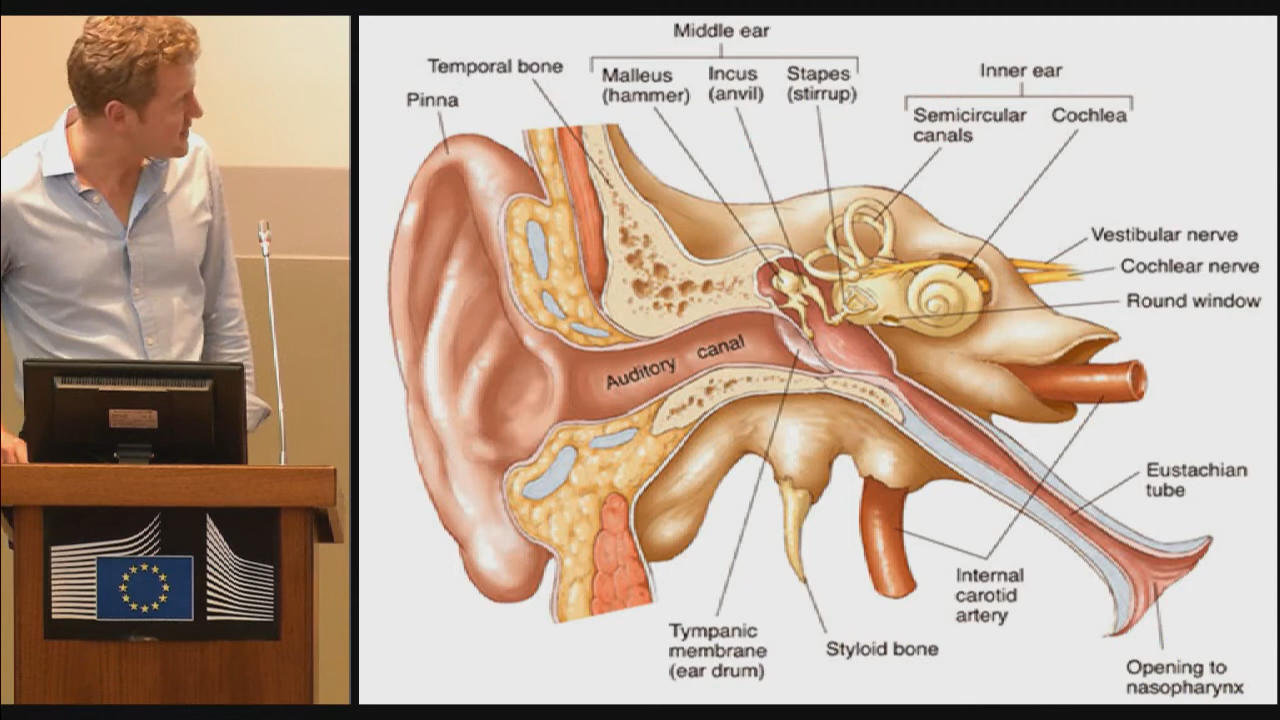 Middle ear
Temporal bone
Malleus
(hammer)
Incus
(anvil)
Stapes
(stirrup)
Inner ear
Pinna
Semicircular
canals
Cochlea
Vestibular nerve
Cochlear nerve
Round window
Auditory canal
Eustachian
tube
Internal
carotid
artery
Tympanic
membrane
(ear drum)
Styloid bone
Opening to
nasopharynx